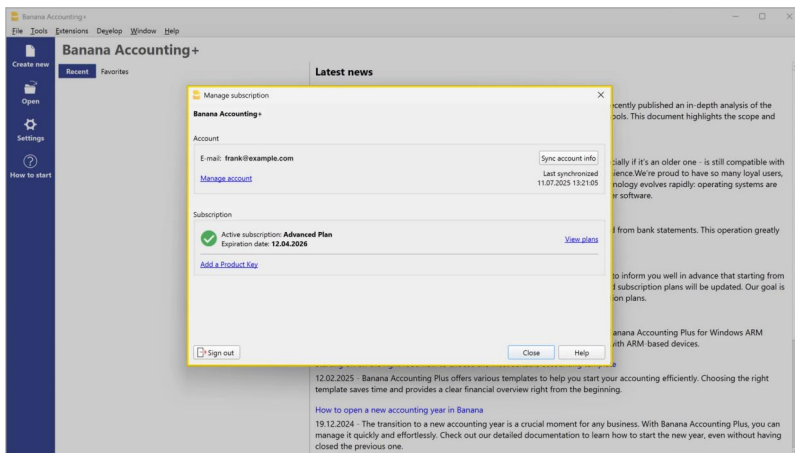 Banana Accounting+
File Tools Extensions Develop Window Help
Create new
Open
Settings
How to start
Banana Accounting+
Recent Favorites
Latest news
ecently published an in-depth analysis of the
ools. This document highlights the scope and
cially if it's an older one - is still compatible with
ience.We're proud to have so many loyal users,
nology evolves rapidly: operating systems are
r software.
d from bank statements. This operation greatly
to inform you well in advance that starting from
d subscription plans will be updated. Our goal is
ion plans.
anana Accounting Plus for Windows ARM
with ARM-based devices.
12.02.2025 - Banana Accounting Plus offers various templates to help you start your accounting efficiently. Choosing the right
template saves time and provides a clear financial overview right from the beginning.
How to open a new accounting year in Banana
19.12.2024 - The transition to a new accounting year is a crucial moment for any business. With Banana Accounting Plus, you can
manage it quickly and effortlessly. Check out our detailed documentation to learn how to start the new year, even without having
closed the previous one.
Manage subscription
Banana Accounting+
Account
E-mail: frank@example.com
Sync account info
Manage account
Last synchronized
11.07.2025 13:21:05
Subscription
Active subscription: Advanced Plan
Expiration date: 12.04.2026
View plans
Add a Product Key
Sign out
Close
Help